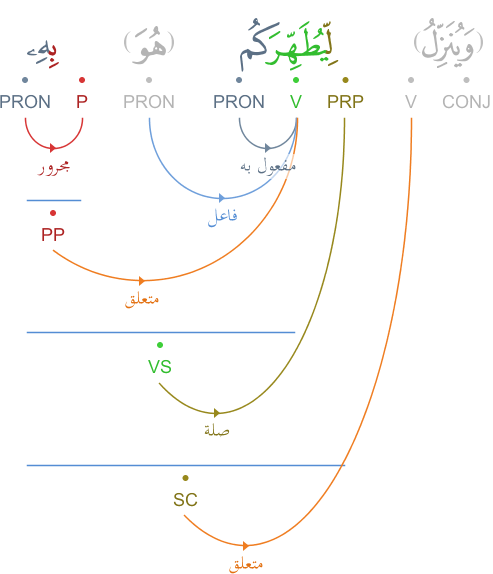 (وَيُنَزِّلُ) لِّيُطَهِّرَكُم (هُوَ) بِهِۦ
CONJ V PRP V PRON PRON P PRON
مجرور
مفعول به
فاعل
PP
متعلق
VS
صلة
SC
متعلق